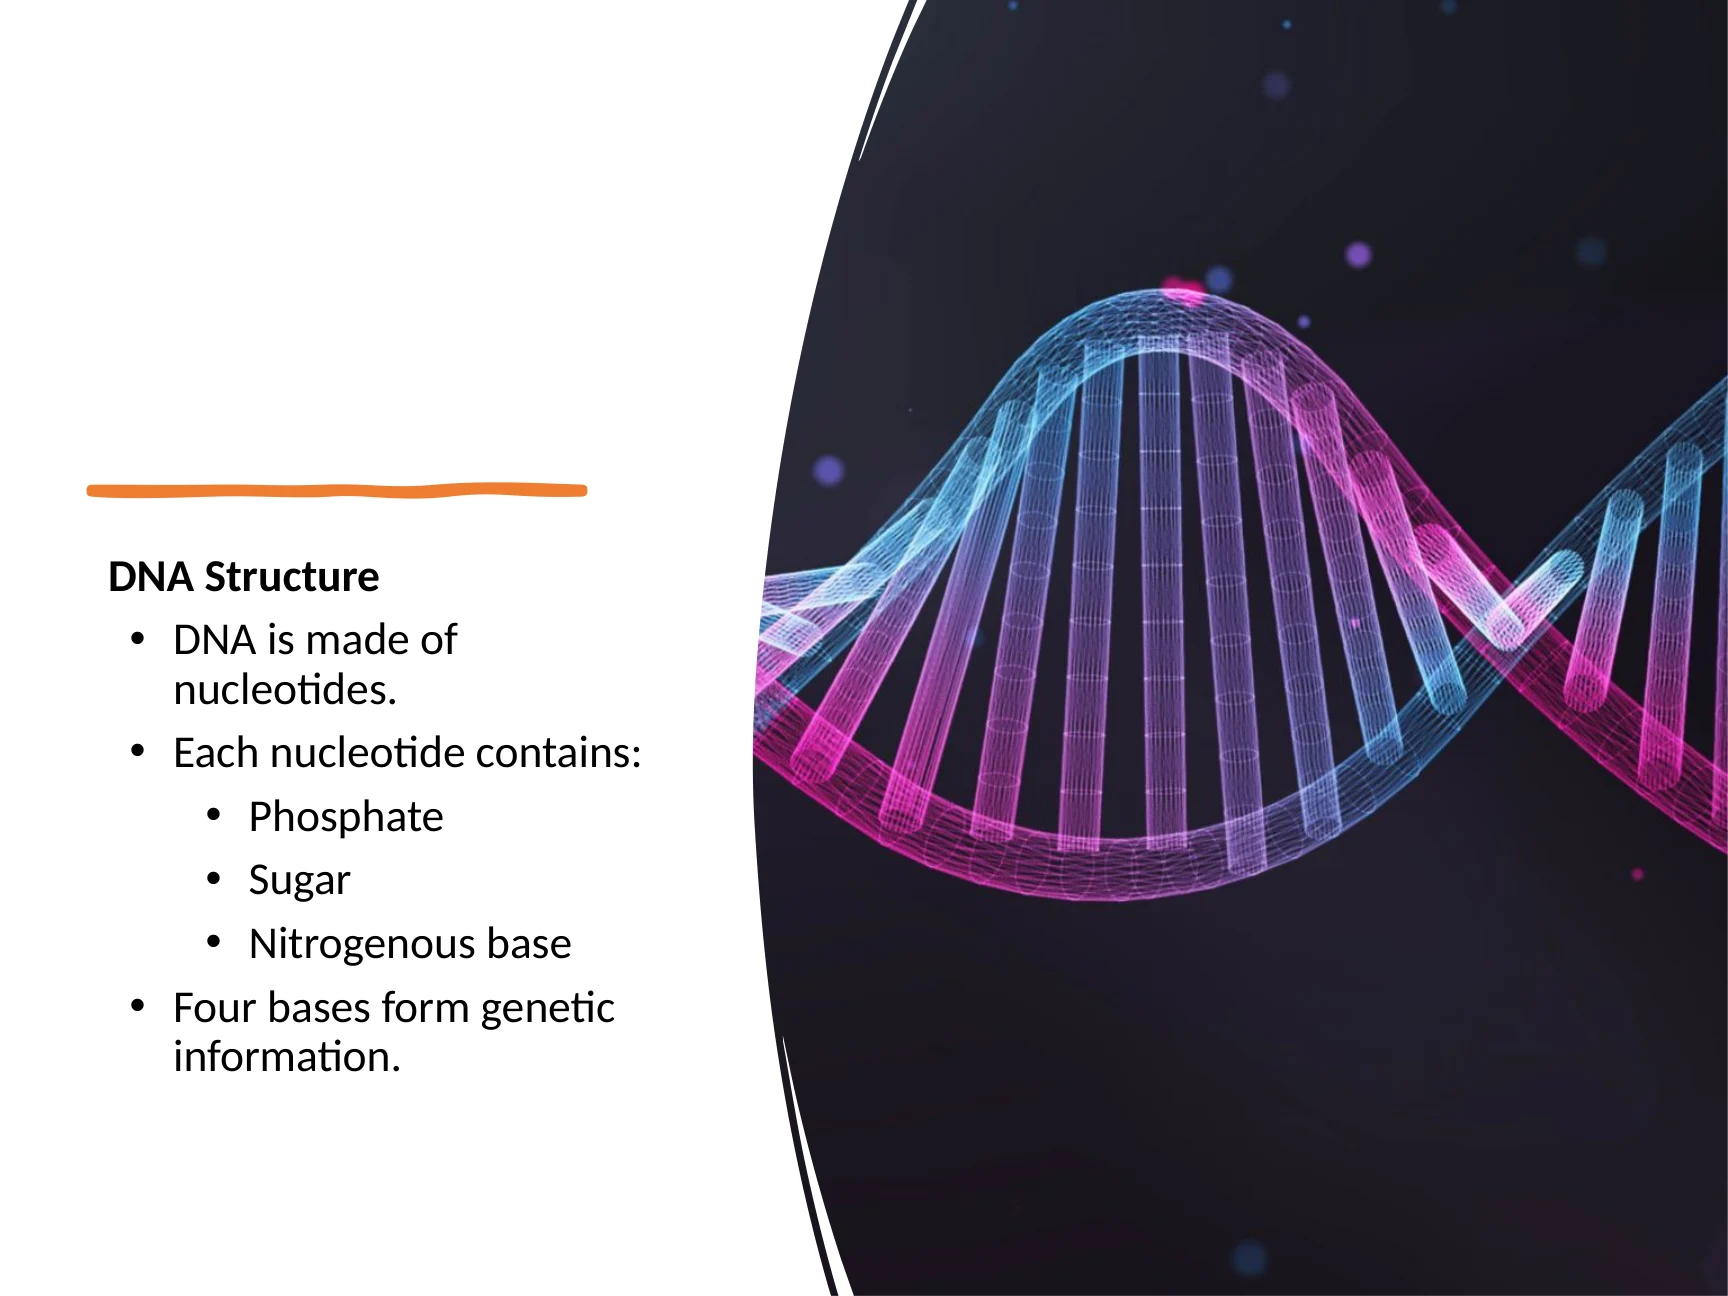 DNA Structure
• DNA is made of
nucleotides.
• Each nucleotide contains:
• Phosphate
• Sugar
• Nitrogenous base
• Four bases form genetic
information.